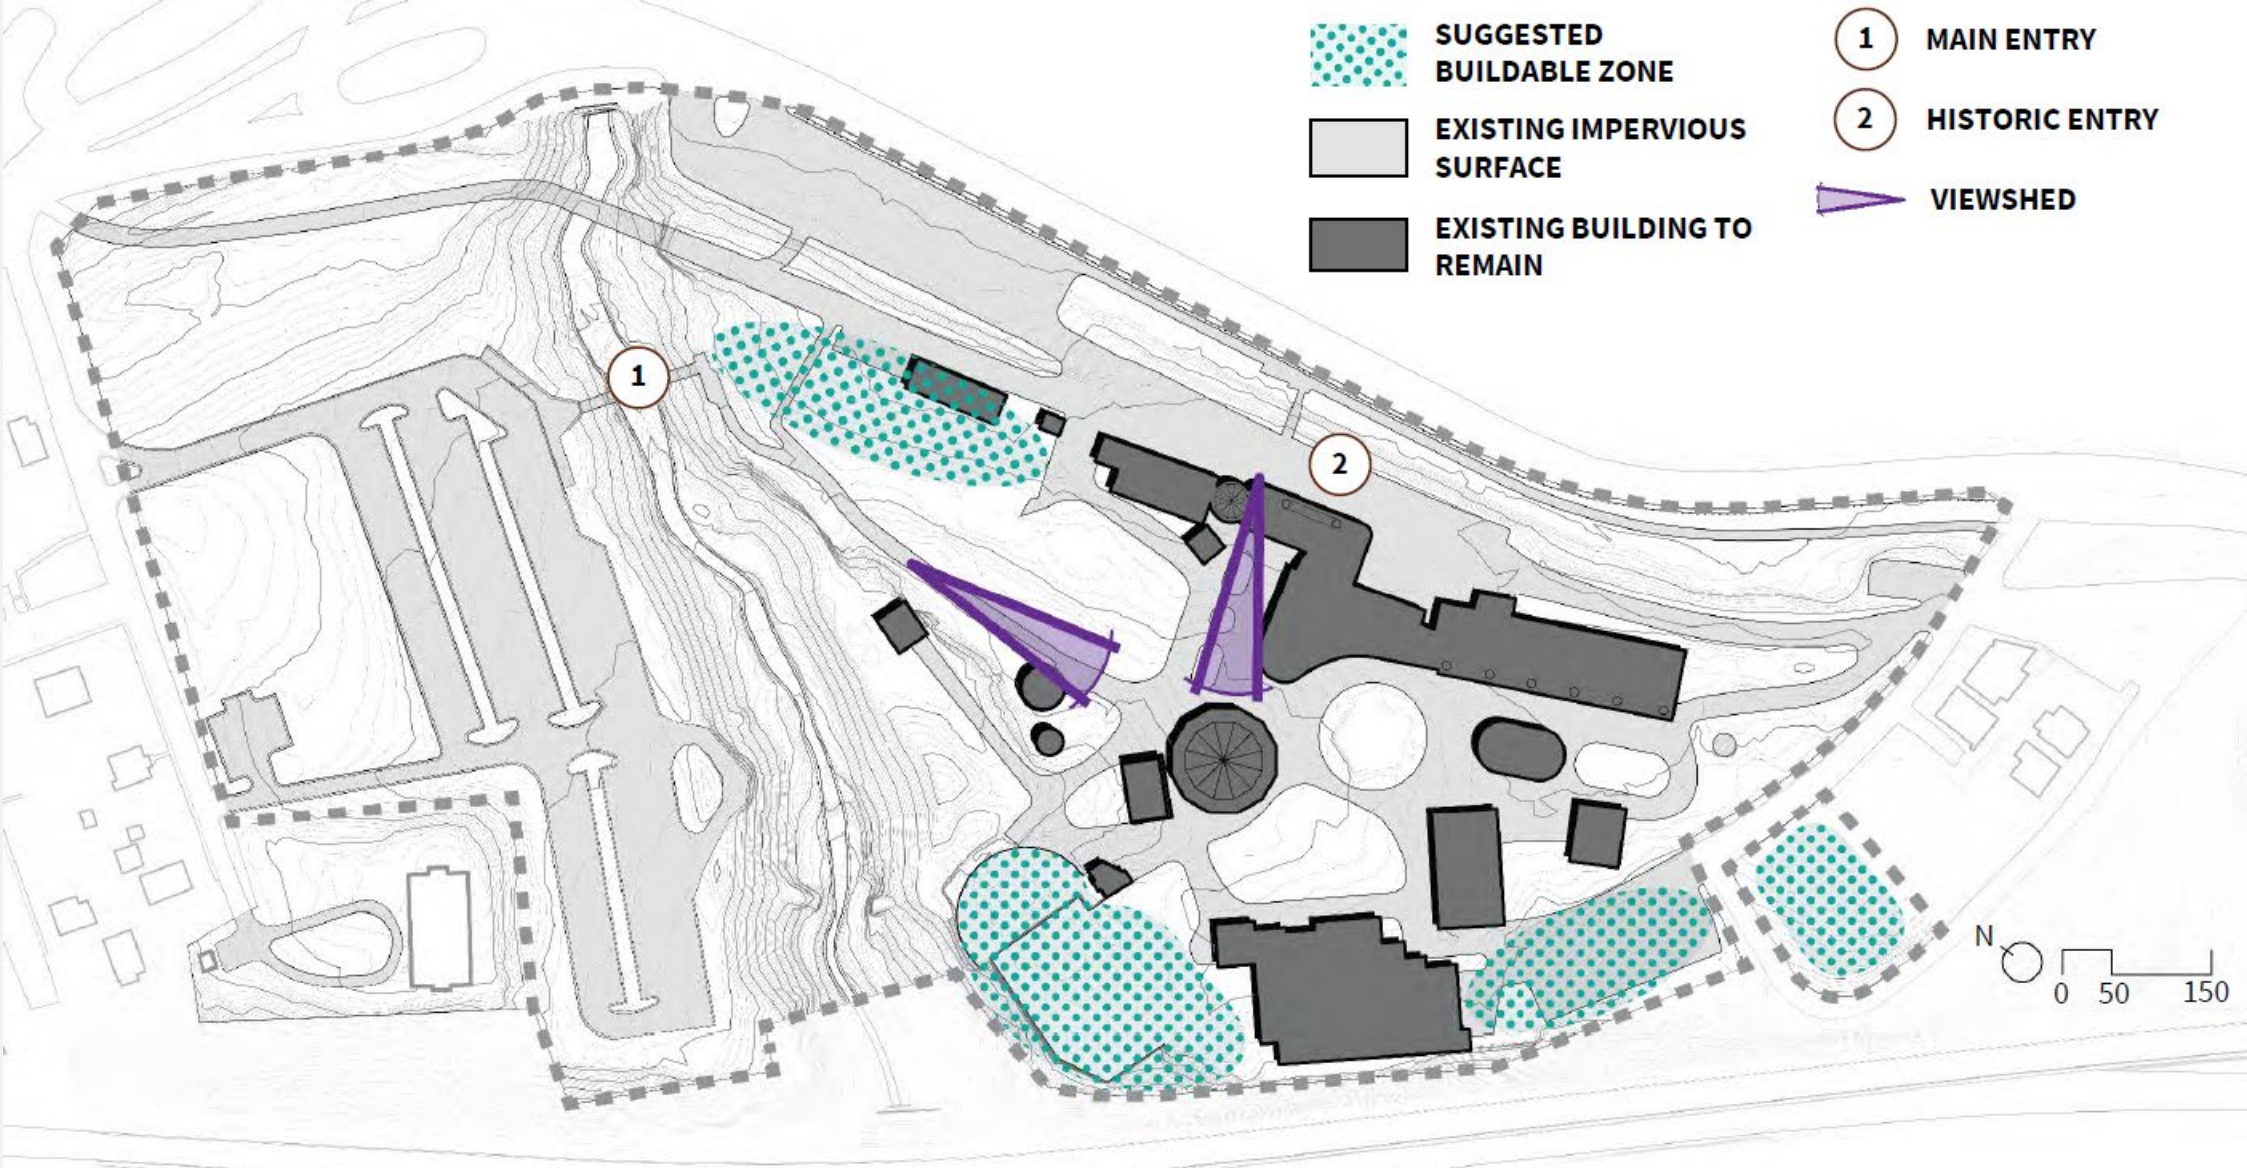 SUGGESTED
BUILDABLE ZONE
EXISTING IMPERVIOUS
SURFACE
EXISTING BUILDING TO
REMAIN
1 MAIN ENTRY
2 HISTORIC ENTRY
VIEWSHED
1
2
N
0 50 150